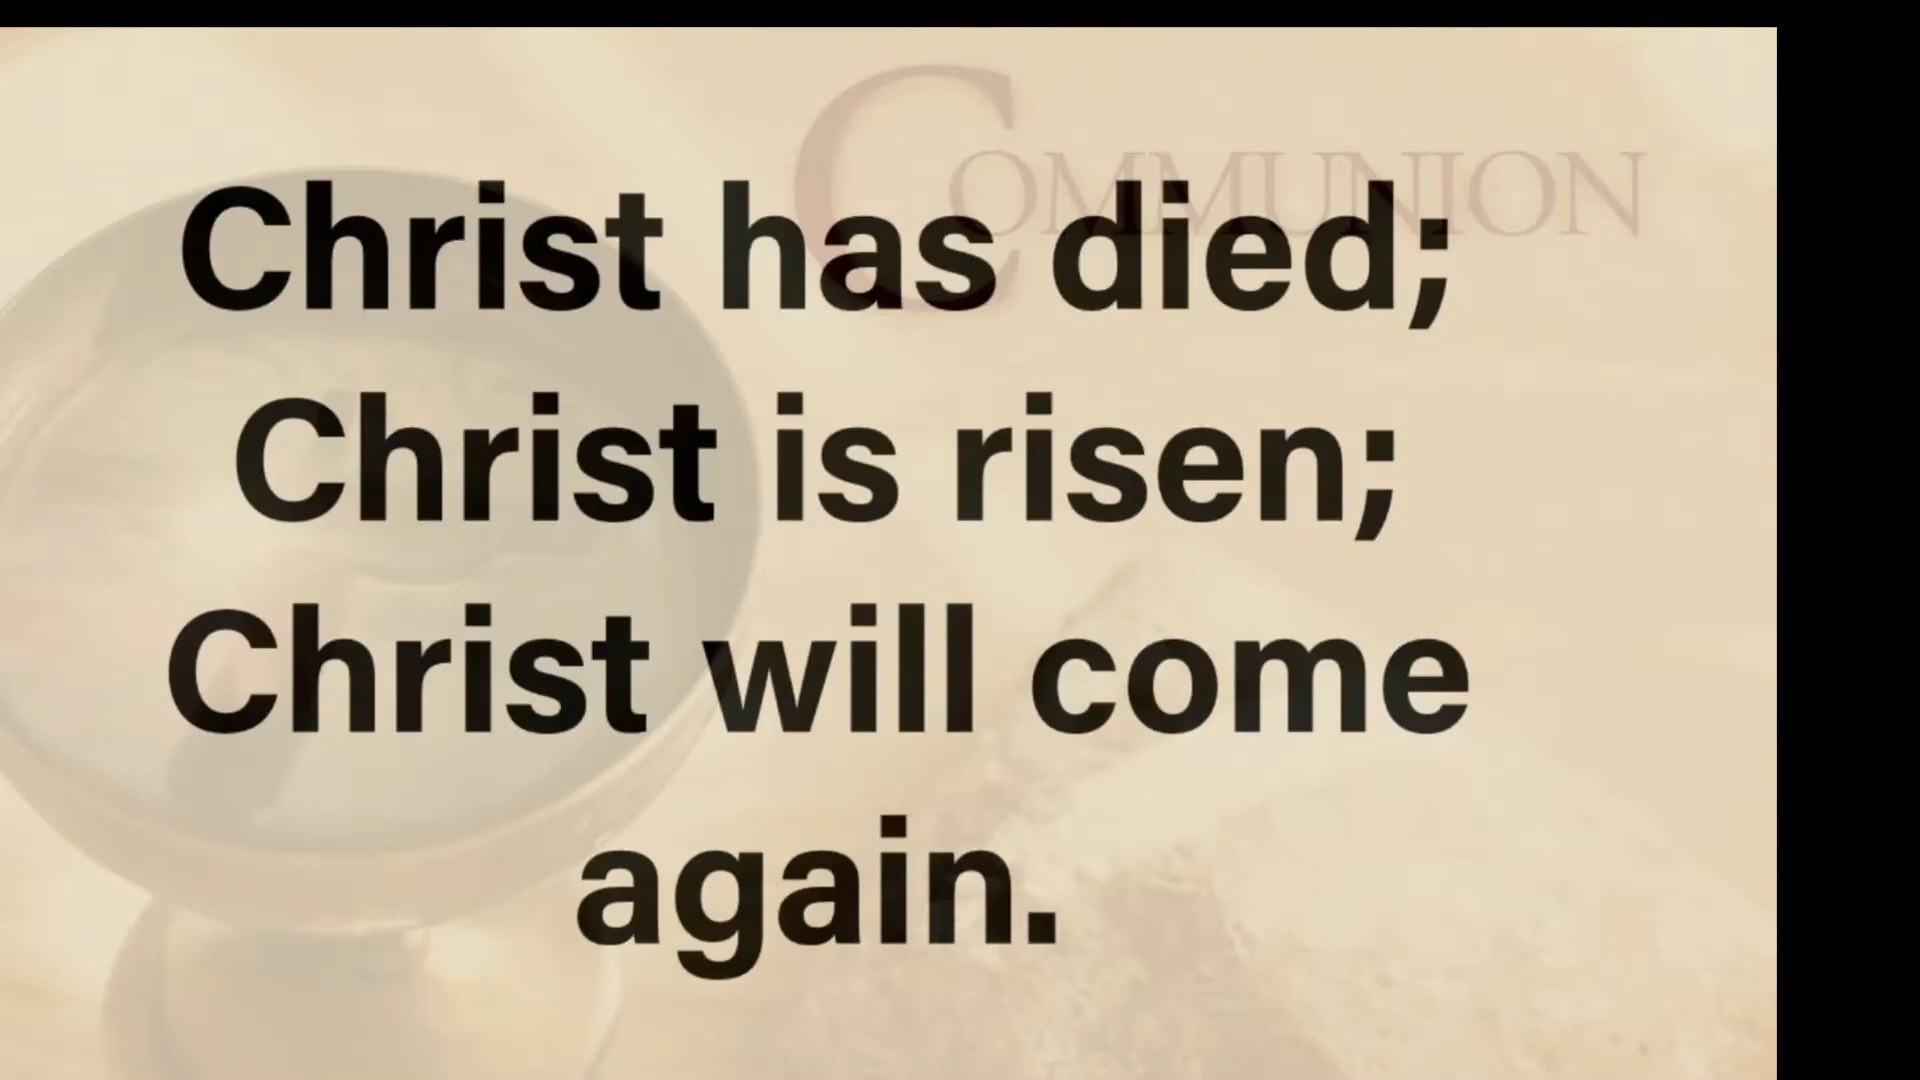 COMMUNION
Christ has died;
Christ is risen;
Christ will come
again.